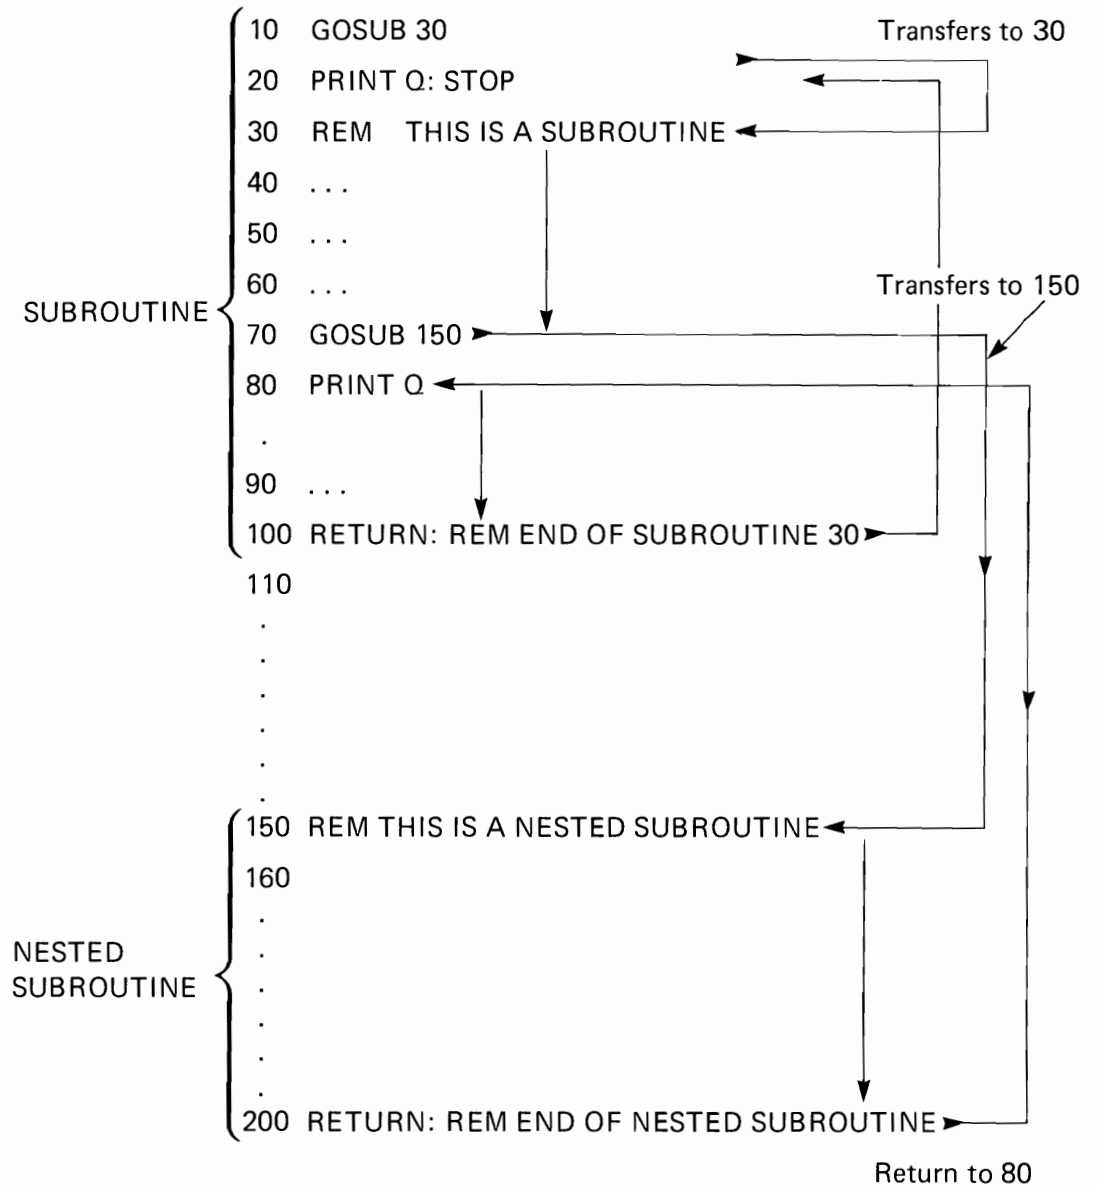 10 GOSUB 30
Transfers to 30
20 PRINT Q: STOP
30 REM THIS IS A SUBROUTINE
40 ...
50 ...
60 ...
Transfers to 150
SUBROUTINE
70 GOSUB 150
80 PRINT Q
.
90 ...
100 RETURN: REM END OF SUBROUTINE 30
110
.
.
.
.
.
.
150 REM THIS IS A NESTED SUBROUTINE
160
.
.
NESTED
SUBROUTINE
.
.
.
.
200 RETURN: REM END OF NESTED SUBROUTINE
Return to 80